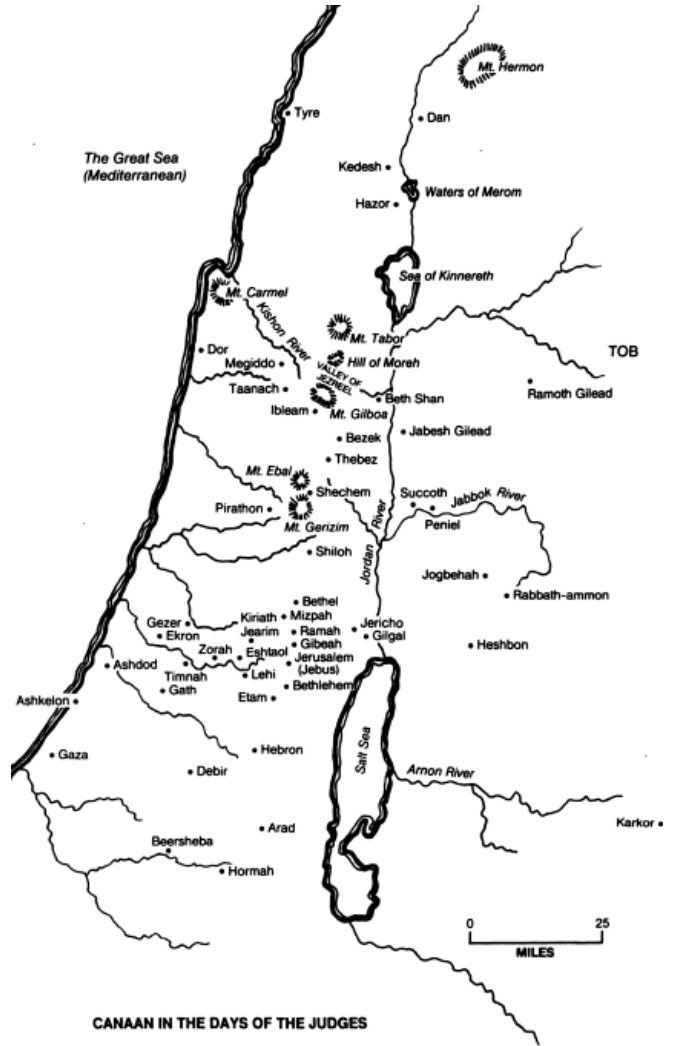 Mt. Hermon
Tyre
Dan
The Great Sea
(Mediterranean)
Kedesh
Waters of Merom
Hazor
Sea of Kinnereth
Mt. Carmel
Kishon River
Mt. Tabor
Dor
Hill of Moreh
TOB
Megiddo
VALLEY OF
JEZREEL
Taanach
Beth Shan
Ramoth Gilead
Ibleam
Mt. Gilboa
Bezek
Jabesh Gilead
Thebez
Mt. Ebal
Shechem
Succoth
Jabbok River
Pirathon
Peniel
Mt. Gerizim
Jordan River
Shiloh
Jogbehah
Rabbath-ammon
Bethel
Gezer
Kiriath
Jearim
Mizpah
Jericho
Ekron
Ramah
Gilgal
Gibeah
Heshbon
Zorah
Eshtaol
Jerusalem
(Jebus)
Ashdod
Timnah
Lehi
Gath
Bethlehem
Etam
Ashkelon
Salt Sea
Gaza
Hebron
Debir
Arnon River
Arad
Karkor
Beersheba
Hormah
0 25
MILES
CANAAN IN THE DAYS OF THE JUDGES